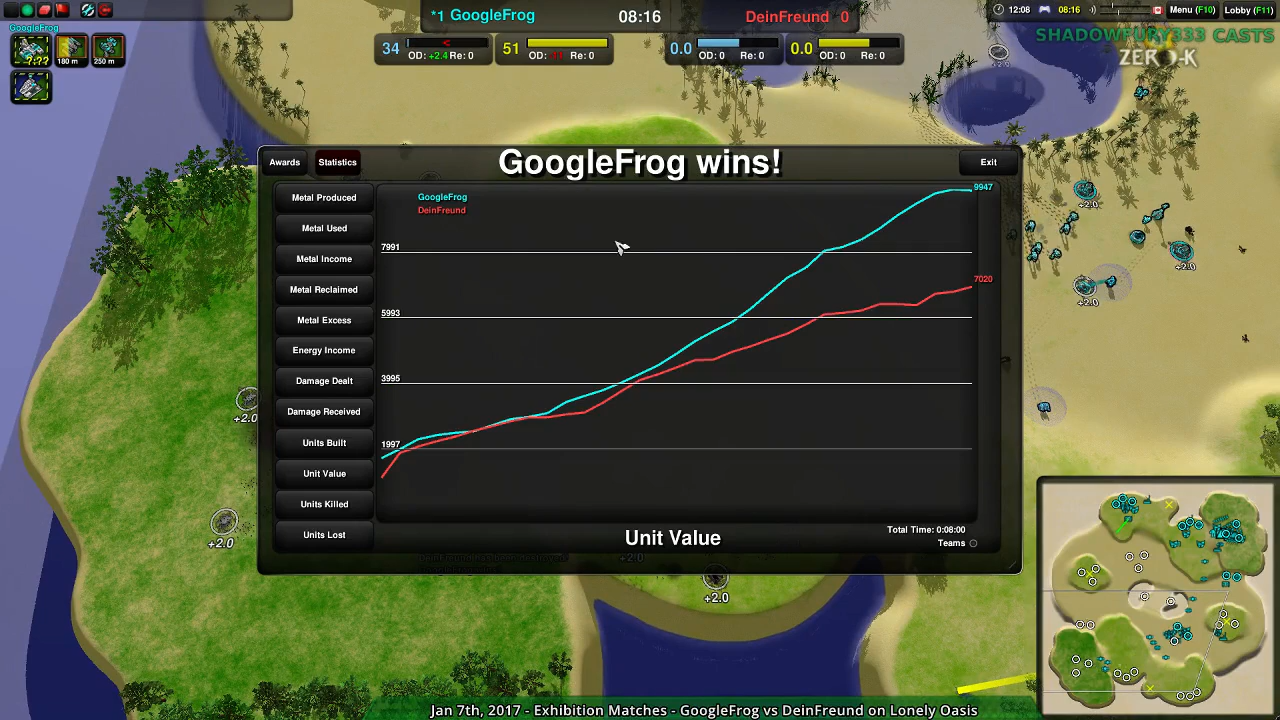 *1 GoogleFrog 08:16 DeinFreund 0
12:08 08:16 Menu (F10) Lobby (F11)
GoogleFrog
180 m 250 m
34 OD: +2.4 Re: 0
51 OD: Re: 0
0.0 OD: 0 Re: 0
0.0 OD: 0 Re: 0
SHADOWFURY333 CASTS
ZERO-K
Awards Statistics GoogleFrog wins! Exit
Metal Produced
Metal Used
Metal Income
Metal Reclaimed
Metal Excess
Energy Income
Damage Dealt
Damage Received
Units Built
Unit Value
Units Killed
Units Lost
GoogleFrog
DeinFreund
9947
7991
7020
5993
3995
1997
Unit Value
Total Time: 0:08:00
Teams
+2.0
+2.0
+2.0
+2.0
+2.0
+2.0
+2.0
+2.0
Jan 7th, 2017 - Exhibition Matches - GoogleFrog vs DeinFreund on Lonely Oasis